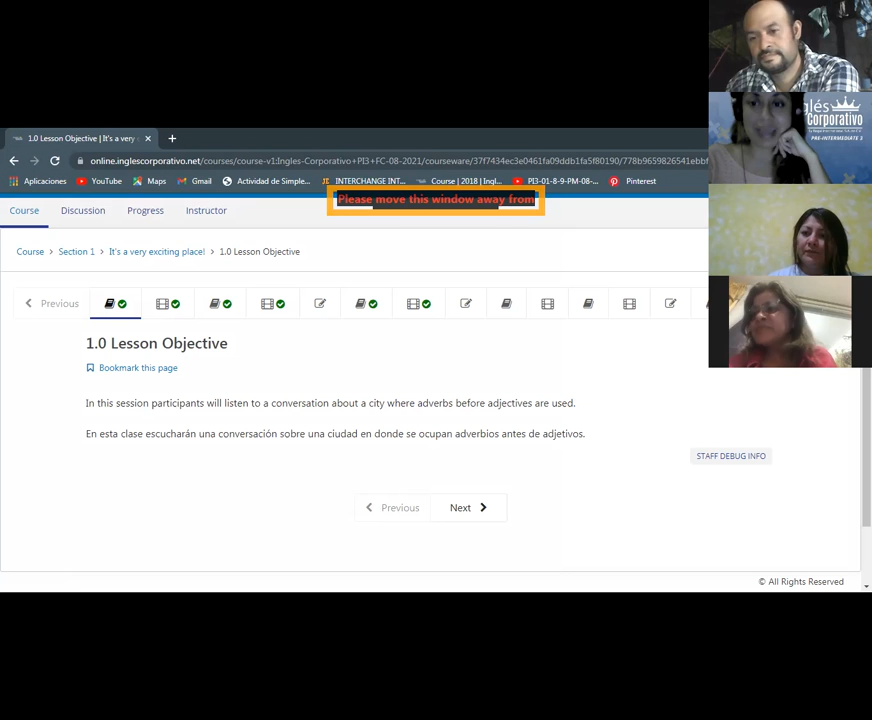 1.0 Lesson Objective | It's a very
online.inglescorporativo.net/courses/course-v1:Ingles-Corporativo+PI3+FC-08-2021/courseware/37f7434ec3e0461fa09ddb1fa5f80190/778b9659826541ebbf
Aplicaciones YouTube Maps Gmail Actividad de Simple... INTERCHANGE INT... Course | 2018 | Ingl... PI3-01-8-9-PM-08-... Pinterest
Please move this window away from
Course Discussion Progress Instructor
Course > Section 1 > It's a very exciting place! > 1.0 Lesson Objective
Previous
1.0 Lesson Objective
Bookmark this page
In this session participants will listen to a conversation about a city where adverbs before adjectives are used.
En esta clase escucharán una conversación sobre una ciudad en donde se ocupan adverbios antes de adjetivos.
STAFF DEBUG INFO
Previous Next
© All Rights Reserved
glés
Corporativo
PRE-INTERMEDIATE 3